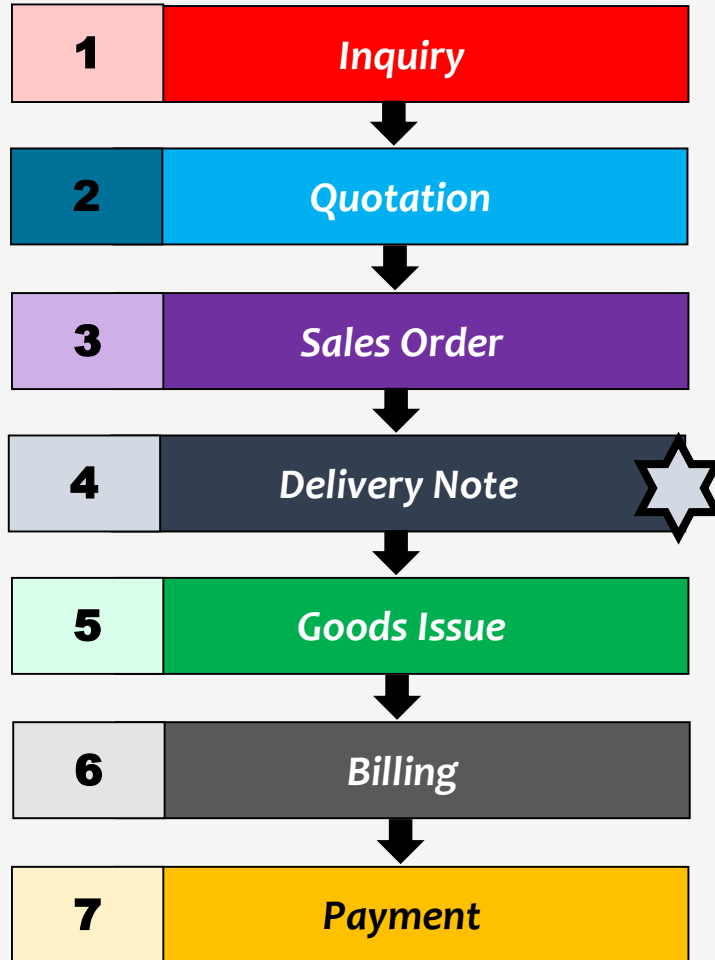 1 Inquiry
2 Quotation
3 Sales Order
4 Delivery Note
5 Goods Issue
6 Billing
7 Payment